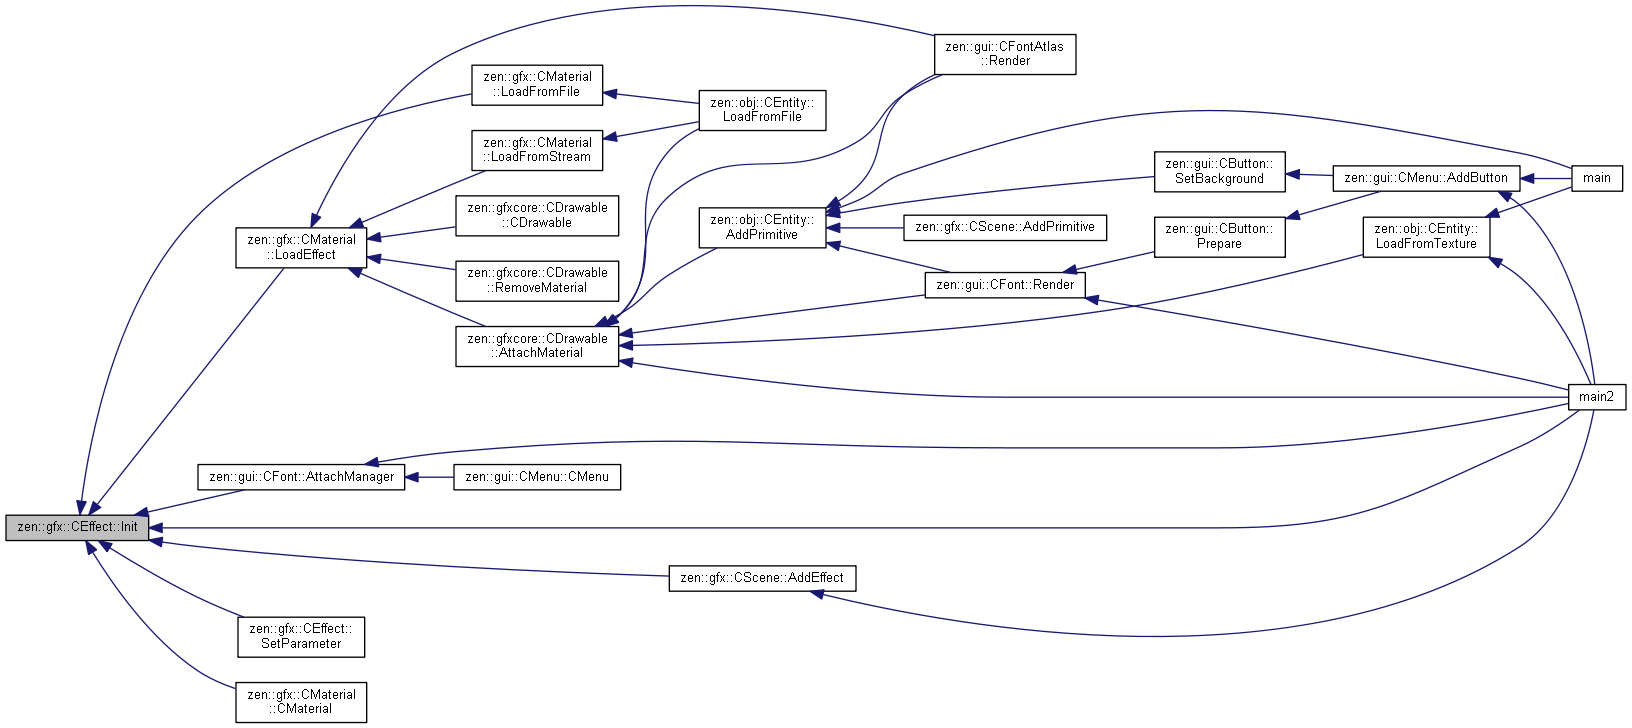 zen::gui::CFontAtlas
::Render
zen::gfx::CMaterial
::LoadFromFile
zen::obj::CEntity::
LoadFromFile
zen::gfx::CMaterial
::LoadFromStream
zen::gui::CButton::
SetBackground
zen::gui::CMenu::AddButton
main
zen::gfxcore::CDrawable
::CDrawable
zen::obj::CEntity::
AddPrimitive
zen::gfx::CScene::AddPrimitive
zen::gui::CButton::
Prepare
zen::obj::CEntity::
LoadFromTexture
zen::gfx::CMaterial
::LoadEffect
zen::gfxcore::CDrawable
::RemoveMaterial
zen::gui::CFont::Render
zen::gfxcore::CDrawable
::AttachMaterial
main2
zen::gui::CFont::AttachManager
zen::gui::CMenu::CMenu
zen::gfx::CEffect::Init
zen::gfx::CScene::AddEffect
zen::gfx::CEffect::
SetParameter
zen::gfx::CMaterial
::CMaterial